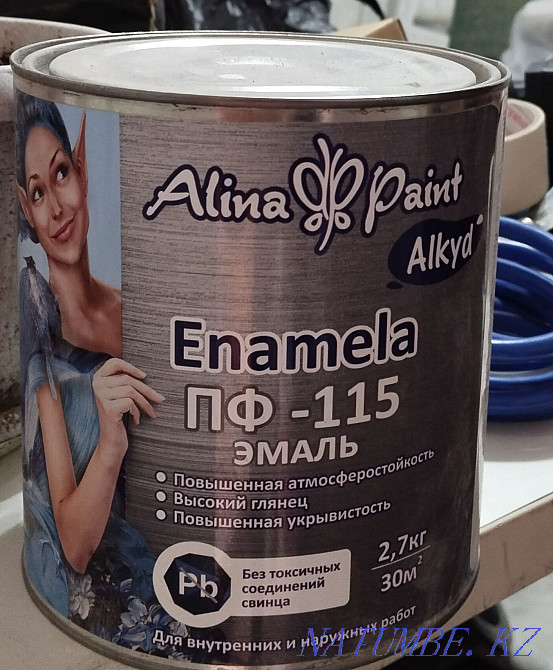 Alina Paint
Alkyd
Enamela
ПФ -115
ЭМАЛЬ
• Повышенная атмосферостойкость
• Высокий глянец
• Повышенная укрывистость
Pb
Без токсичных
соединений
свинца
2,7кг
30м²
Для внутренних и наружных работ
NATUMBE.KZ